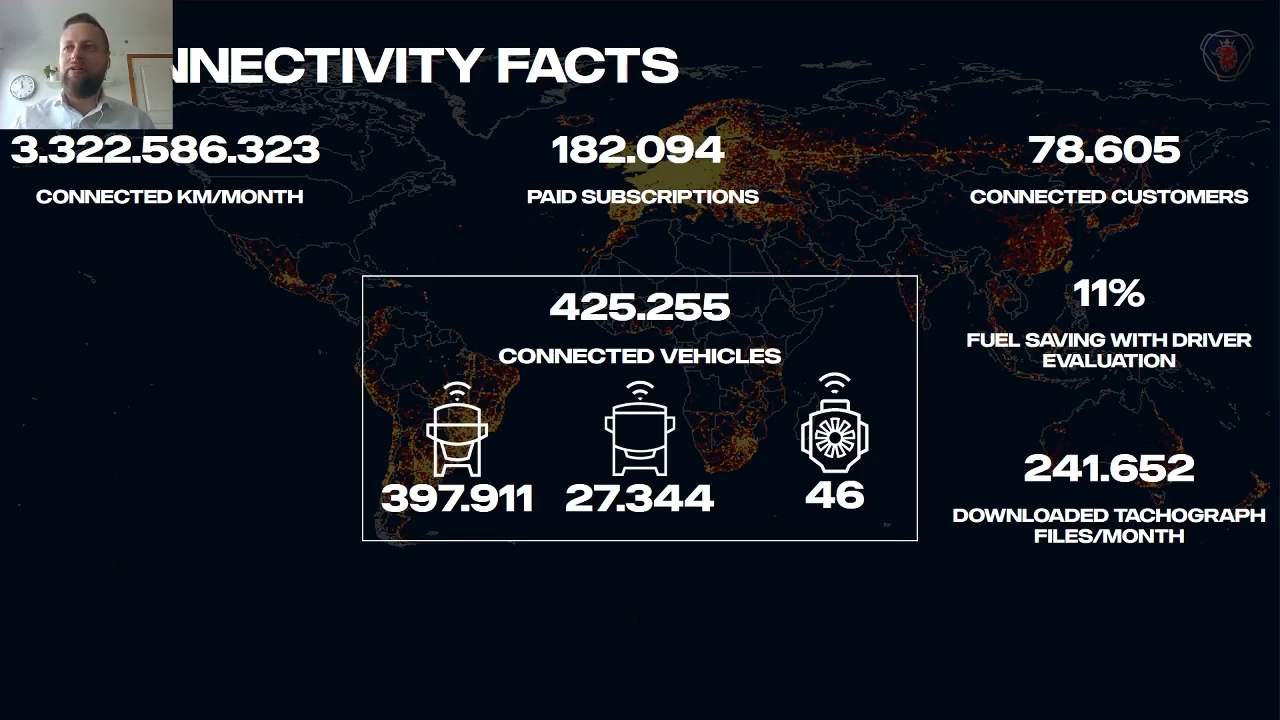 NNECTIVITY FACTS
3.322.586.323
CONNECTED KM/MONTH
182.094
PAID SUBSCRIPTIONS
78.605
CONNECTED CUSTOMERS
425.255
CONNECTED VEHICLES
397.911
27.344
46
11%
FUEL SAVING WITH DRIVER
EVALUATION
241.652
DOWNLOADED TACHOGRAPH
FILES/MONTH